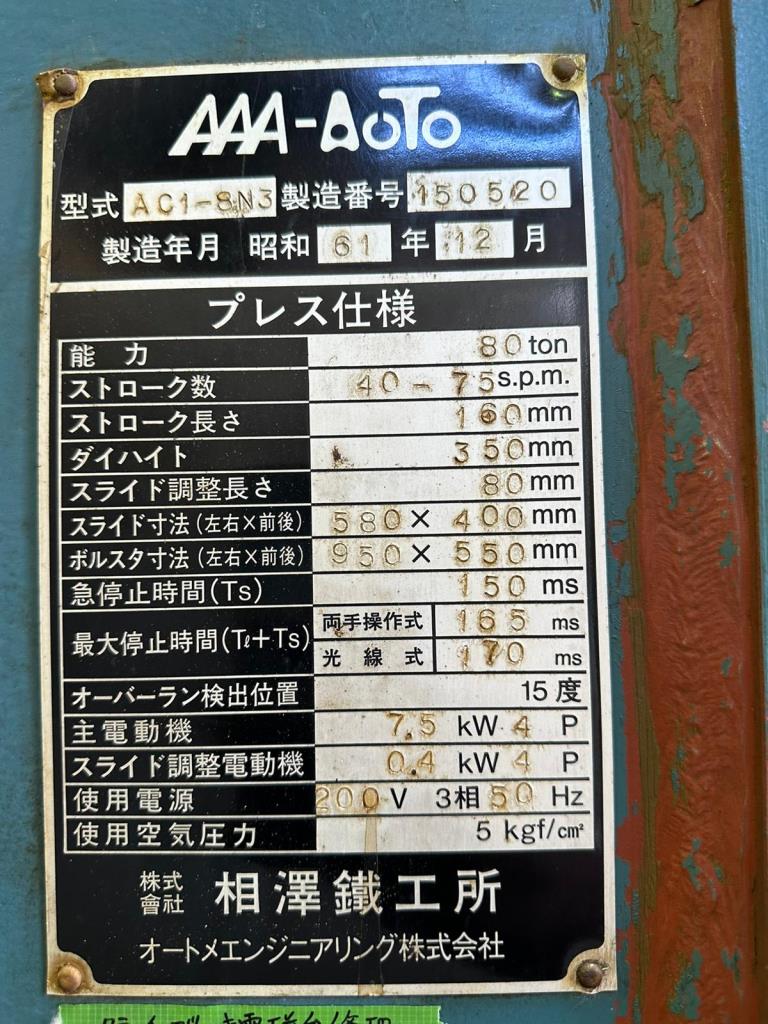 AAA-AoTo
型式 AC1-8N3 製造番号 150520
製造年月 昭和 61 年 12 月
プレス仕様
能力 80 ton
ストローク数 40 - 75 s.p.m.
ストローク長さ 160 mm
ダイハイト 350 mm
スライド調整長さ 80 mm
スライド寸法(左右×前後) 580 × 400 mm
ボルスタ寸法(左右×前後) 950 × 550 mm
急停止時間(Ts) 150 ms
最大停止時間(Tℓ+Ts) 両手操作式 165 ms
光線式 170 ms
オーバーラン検出位置 15度
主電動機 7.5 kW 4 P
スライド調整電動機 0.4 kW 4 P
使用電源 200 V 3相 50 Hz
使用空気圧力 5 kgf/cm²
株式會社 相澤鐵工所
オートメエンジニアリング株式会社